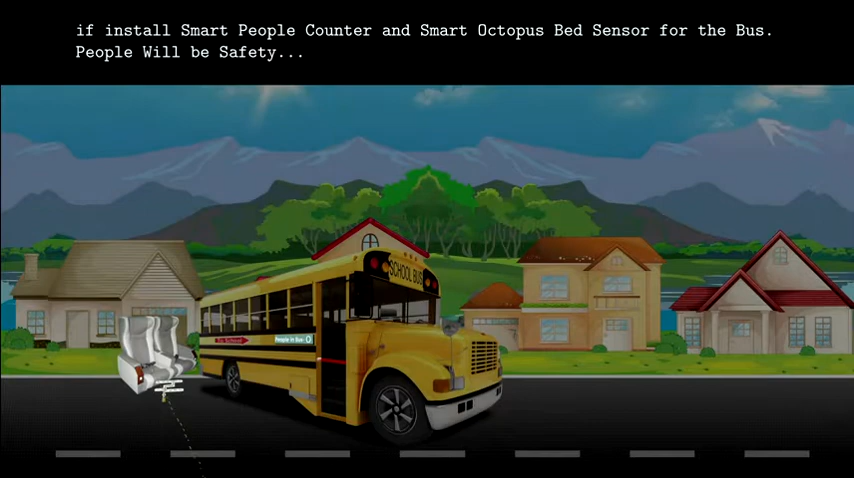 if install Smart People Counter and Smart Octopus Bed Sensor for the Bus.
People Will be Safety...
SCHOOL BUS
People in Bus: 0